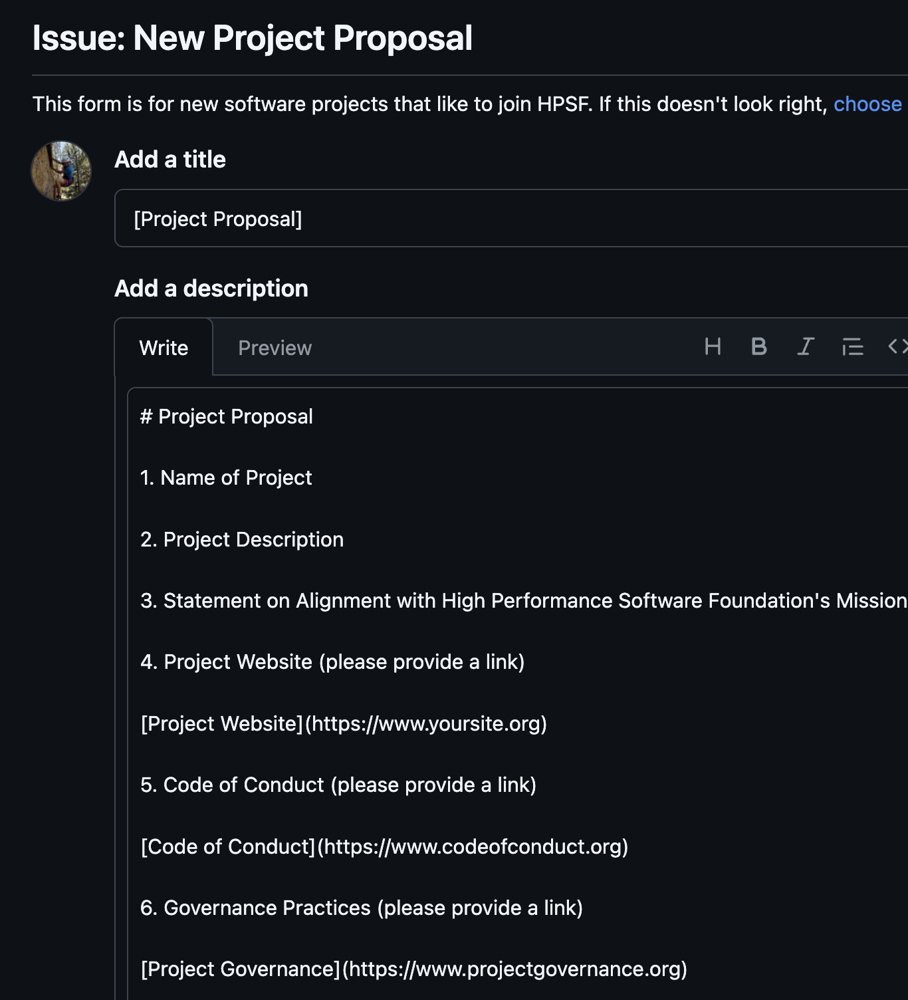 Issue: New Project Proposal
This form is for new software projects that like to join HPSF. If this doesn't look right, choose
Add a title
[Project Proposal]
Add a description
Write
Preview
# Project Proposal
1. Name of Project
2. Project Description
3. Statement on Alignment with High Performance Software Foundation's Mission
4. Project Website (please provide a link)
[Project Website](https://www.yoursite.org)
5. Code of Conduct (please provide a link)
[Code of Conduct](https://www.codeofconduct.org)
6. Governance Practices (please provide a link)
[Project Governance](https://www.projectgovernance.org)